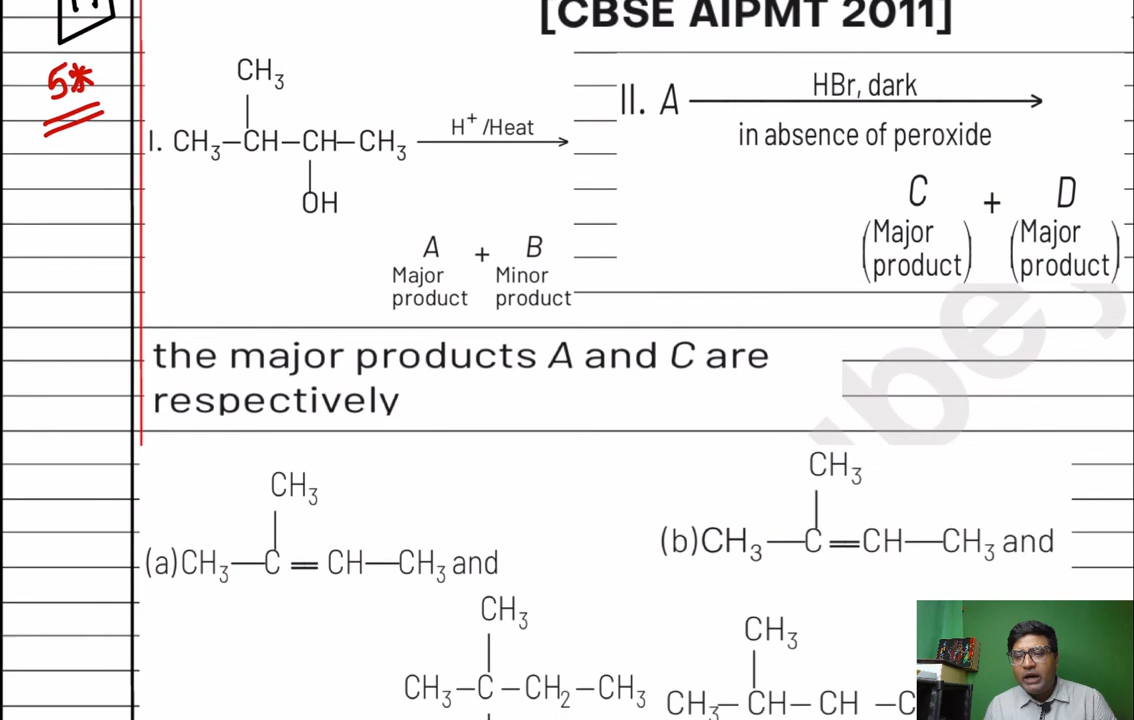 [CBSE AIPMT 2011]
5*
CH₃
I. CH₃–CH–CH–CH₃ H⁺/Heat
OH
A + B
Major Minor
product product
II. A HBr, dark
in absence of peroxide
C + D
(Major product) (Major product)
the major products A and C are
respectively
CH₃
(a)CH₃—C=CH—CH₃ and
CH₃
CH₃–C–CH₂–CH₃
CH₃
(b)CH₃—C=CH—CH₃ and
CH₃
CH₃–CH–CH–C